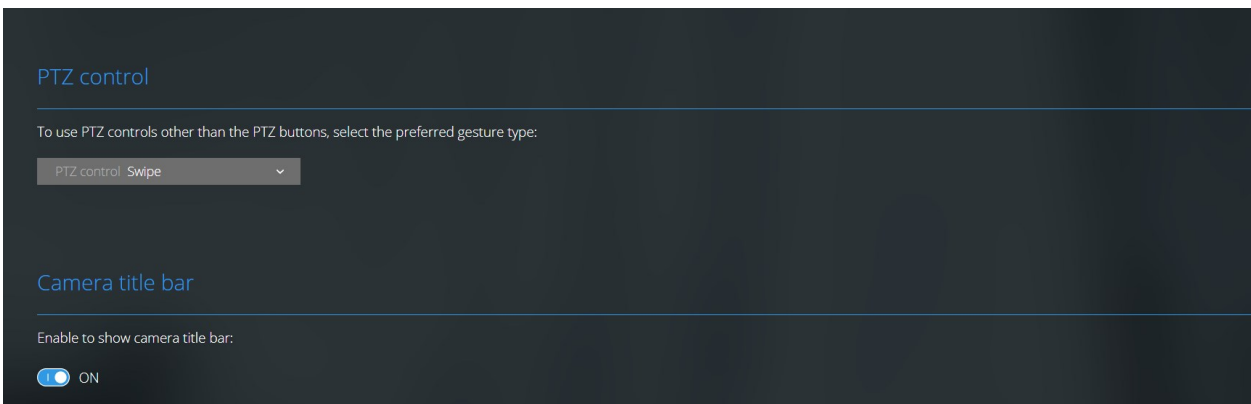 PTZ control
To use PTZ controls other than the PTZ buttons, select the preferred gesture type:
PTZ control Swipe
Camera title bar
Enable to show camera title bar:
ON